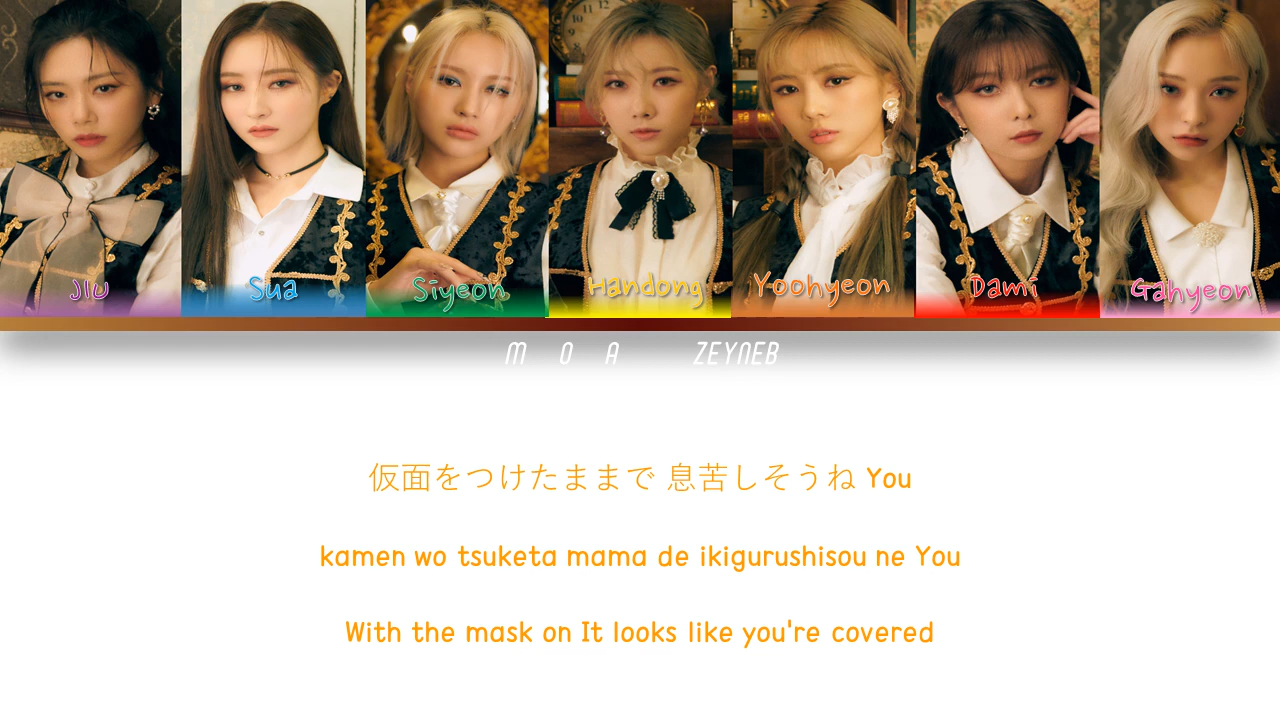 JIU Sua Siyeon Handong Yoohyeon Dami Gahyeon
M O A ZEYNEB
仮面をつけたままで 息苦しそうね You
kamen wo tsuketa mama de ikigurushisou ne You
With the mask on It looks like you're covered